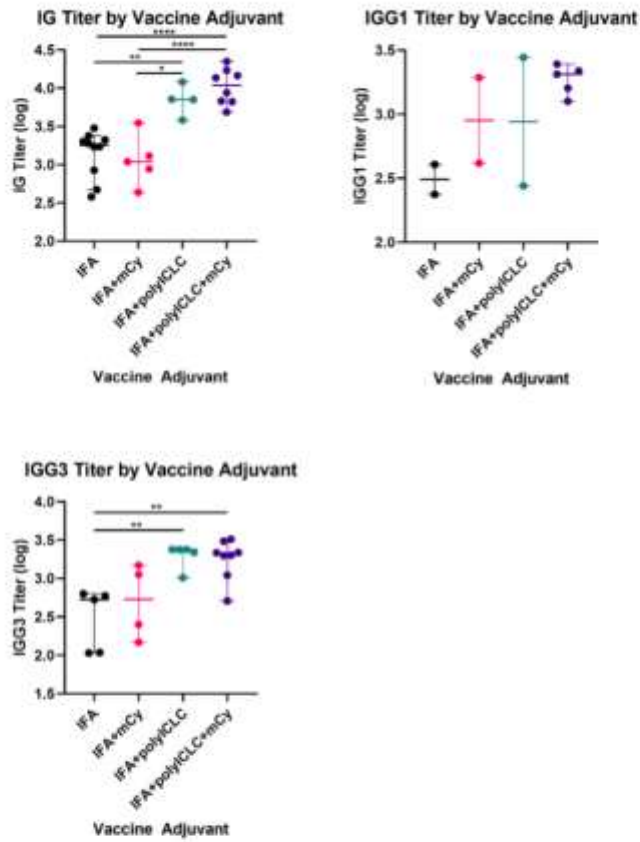 IG Titer by Vaccine Adjuvant
****
****
**
*
IG Titer (log)
4.5
4.0
3.5
3.0
2.5
2.0
IFA
IFA+mCy
IFA+polyICLC
IFA+polyICLC+mCy
Vaccine Adjuvant
IGG1 Titer by Vaccine Adjuvant
IGG1 Titer (log)
3.5
3.0
2.5
2.0
IFA
IFA+mCy
IFA+polyICLC
IFA+polyICLC+mCy
Vaccine Adjuvant
IGG3 Titer by Vaccine Adjuvant
**
**
IGG3 Titer (log)
4.0
3.5
3.0
2.5
2.0
1.5
IFA
IFA+mCy
IFA+polyICLC
IFA+polyICLC+mCy
Vaccine Adjuvant